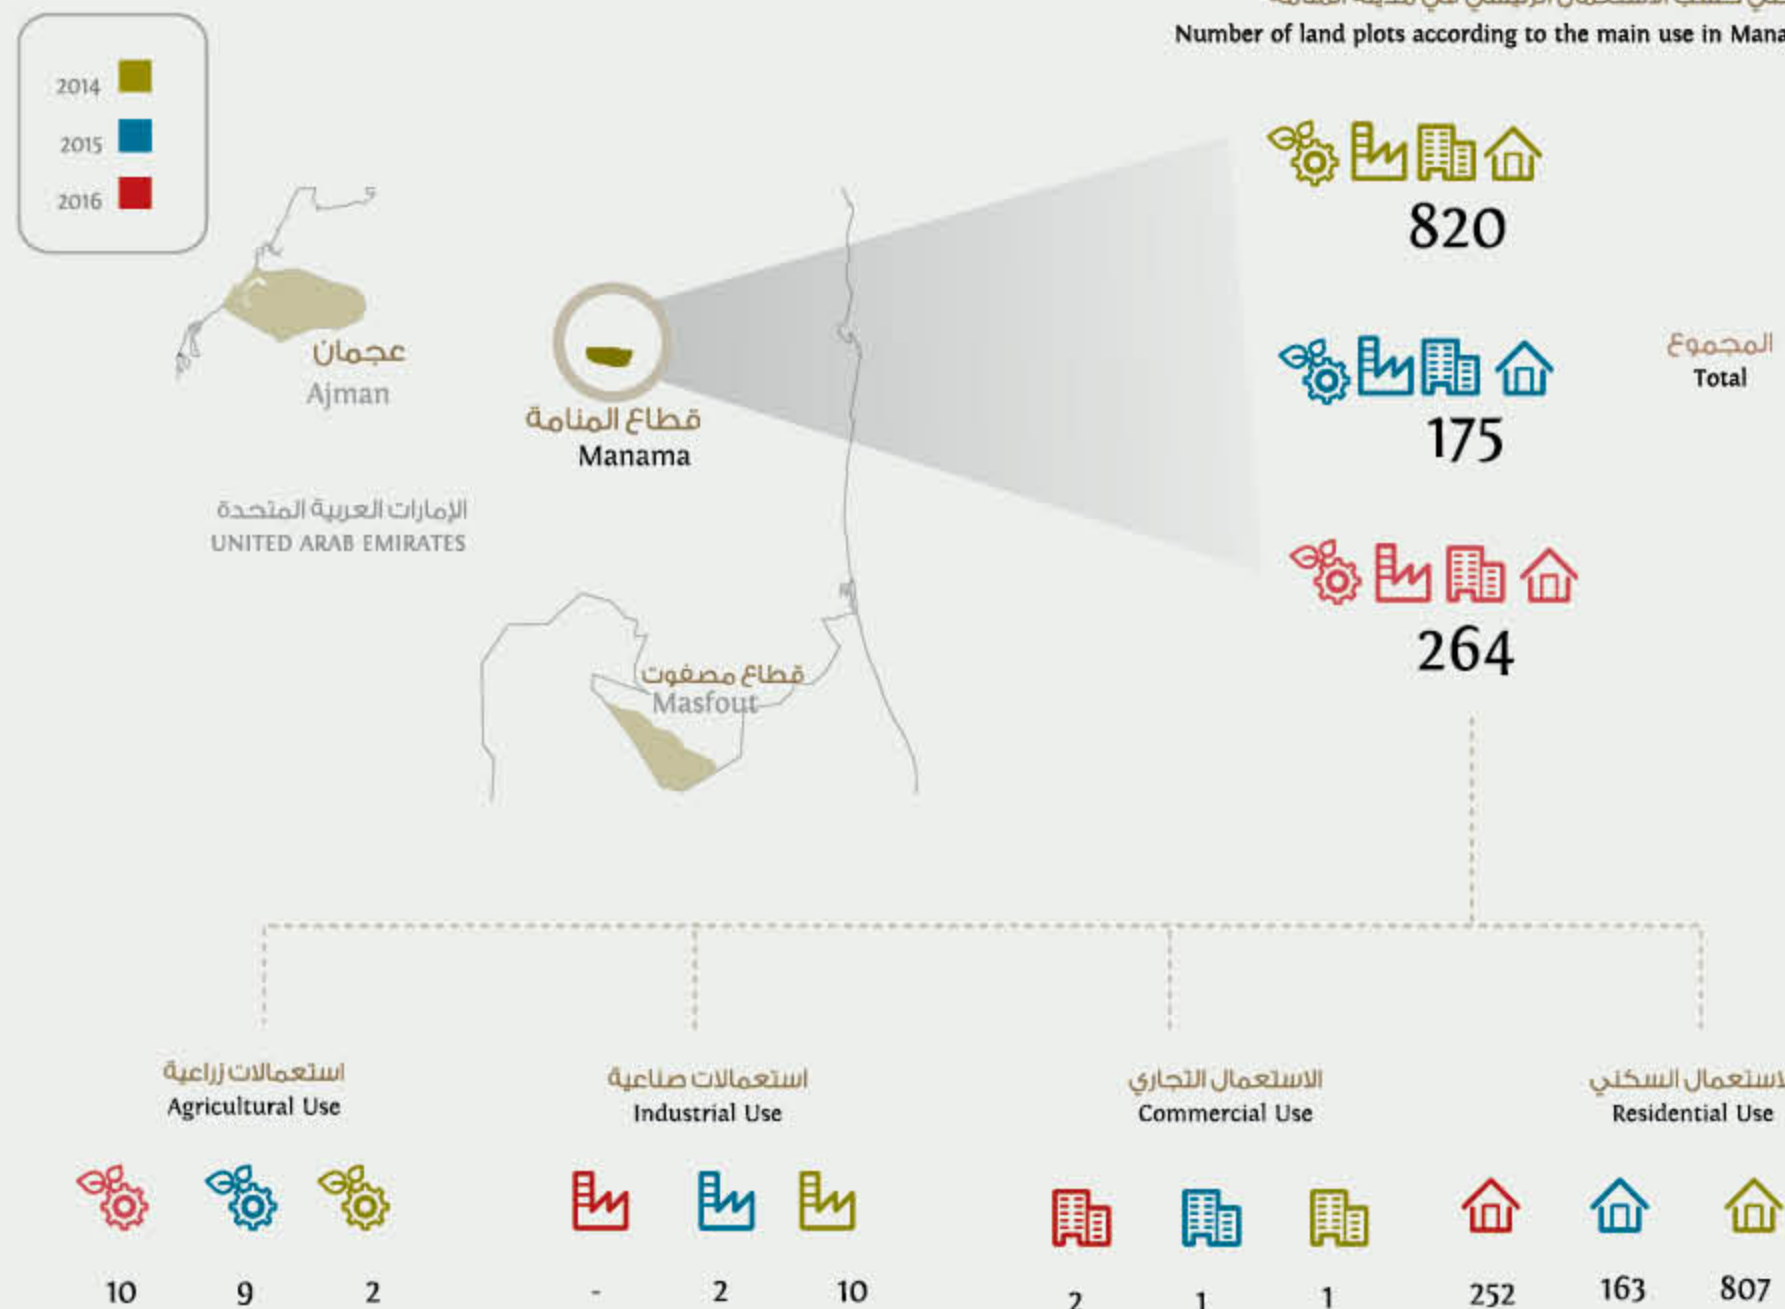 Number of land plots according to the main use in
2014
2015
2016
820
175
264
المجموع
Total
عجمان
Ajman
قطاع المنامة
Manama
الإمارات العربية المتحدة
UNITED ARAB EMIRATES
قطاع مصفوت
Masfout
استعمالات زراعية
Agricultural Use
10 9 2
استعمالات صناعية
Industrial Use
- 2 10
الاستعمال التجاري
Commercial Use
2 1 1
السكني
Residential Use
252 163 807